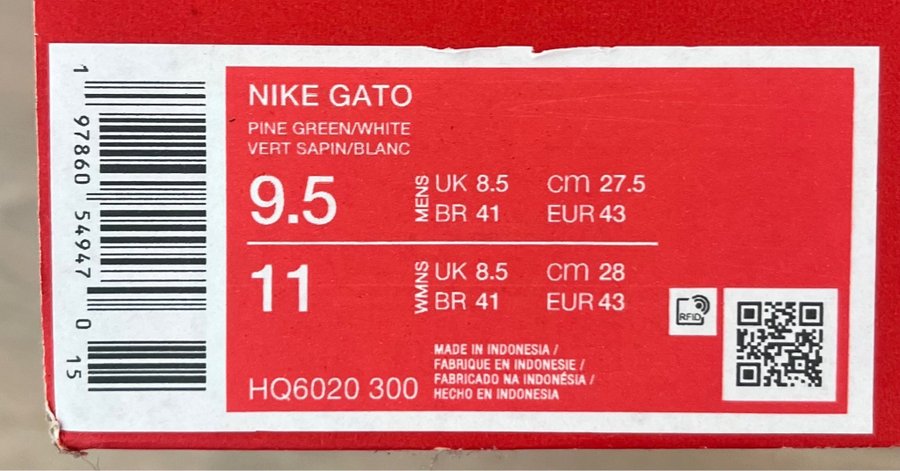 1 97860 54947 0 15
NIKE GATO
PINE GREEN/WHITE
VERT SAPIN/BLANC
9.5
MENS
UK 8.5 cm 27.5
BR 41 EUR 43
11
WMNS
UK 8.5 cm 28
BR 41 EUR 43
RFID
HQ6020 300
MADE IN INDONESIA /
FABRIQUE EN INDONESIE /
FABRICADO NA INDONÉSIA /
HECHO EN INDONESIA